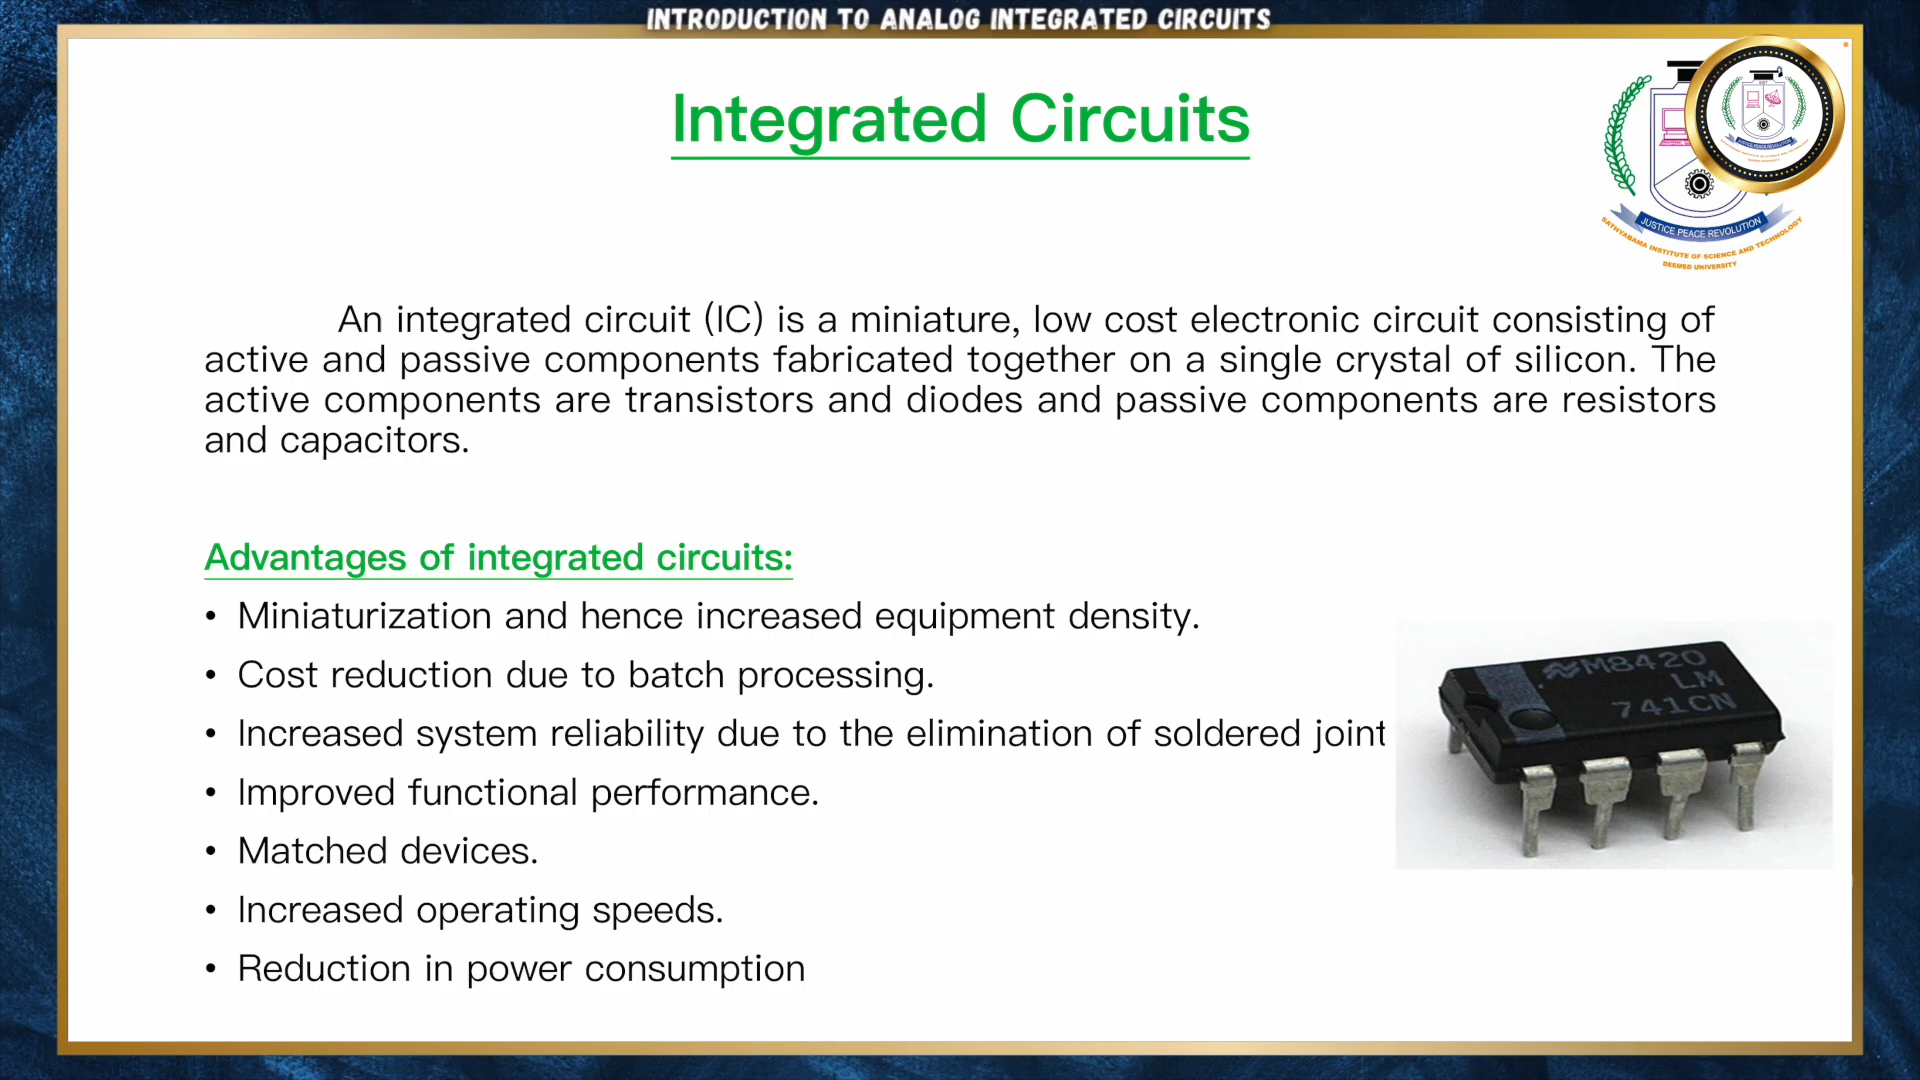 INTRODUCTION TO ANALOG INTEGRATED CIRCUITS
Integrated Circuits
JUSTICE PEACE REVOLUTION
SATHYABAMA INSTITUTE OF SCIENCE AND TECHNOLOGY
DEEMED UNIVERSITY
An integrated circuit (IC) is a miniature, low cost electronic circuit consisting of
active and passive components fabricated together on a single crystal of silicon. The
active components are transistors and diodes and passive components are resistors
and capacitors.
Advantages of integrated circuits:
• Miniaturization and hence increased equipment density.
• Cost reduction due to batch processing.
• Increased system reliability due to the elimination of soldered joint
• Improved functional performance.
• Matched devices.
• Increased operating speeds.
• Reduction in power consumption
M8420
LM
741CN